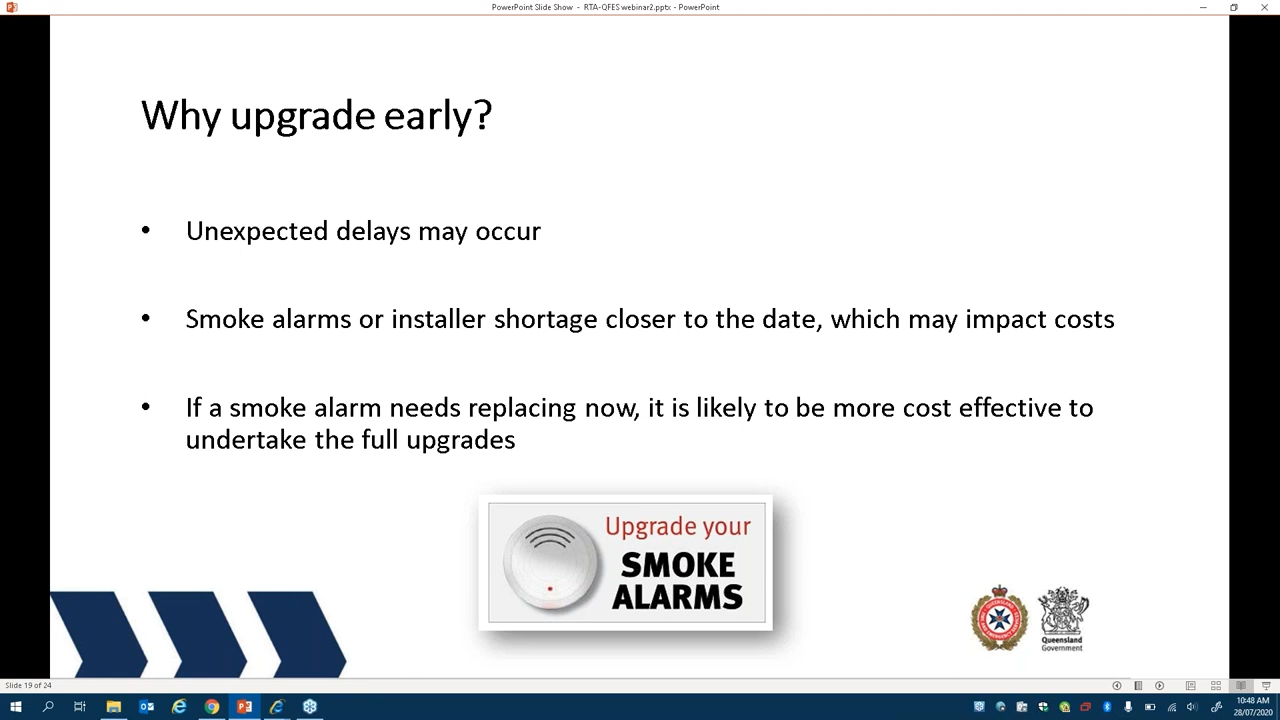 PowerPoint Slide Show - RTA-QFES webinar2.pptx - PowerPoint
Why upgrade early?
• Unexpected delays may occur
• Smoke alarms or installer shortage closer to the date, which may impact costs
• If a smoke alarm needs replacing now, it is likely to be more cost effective to
undertake the full upgrades
Upgrade your
SMOKE
ALARMS
Queensland
Government
Slide 19 of 24
10:48 AM
28/07/2020